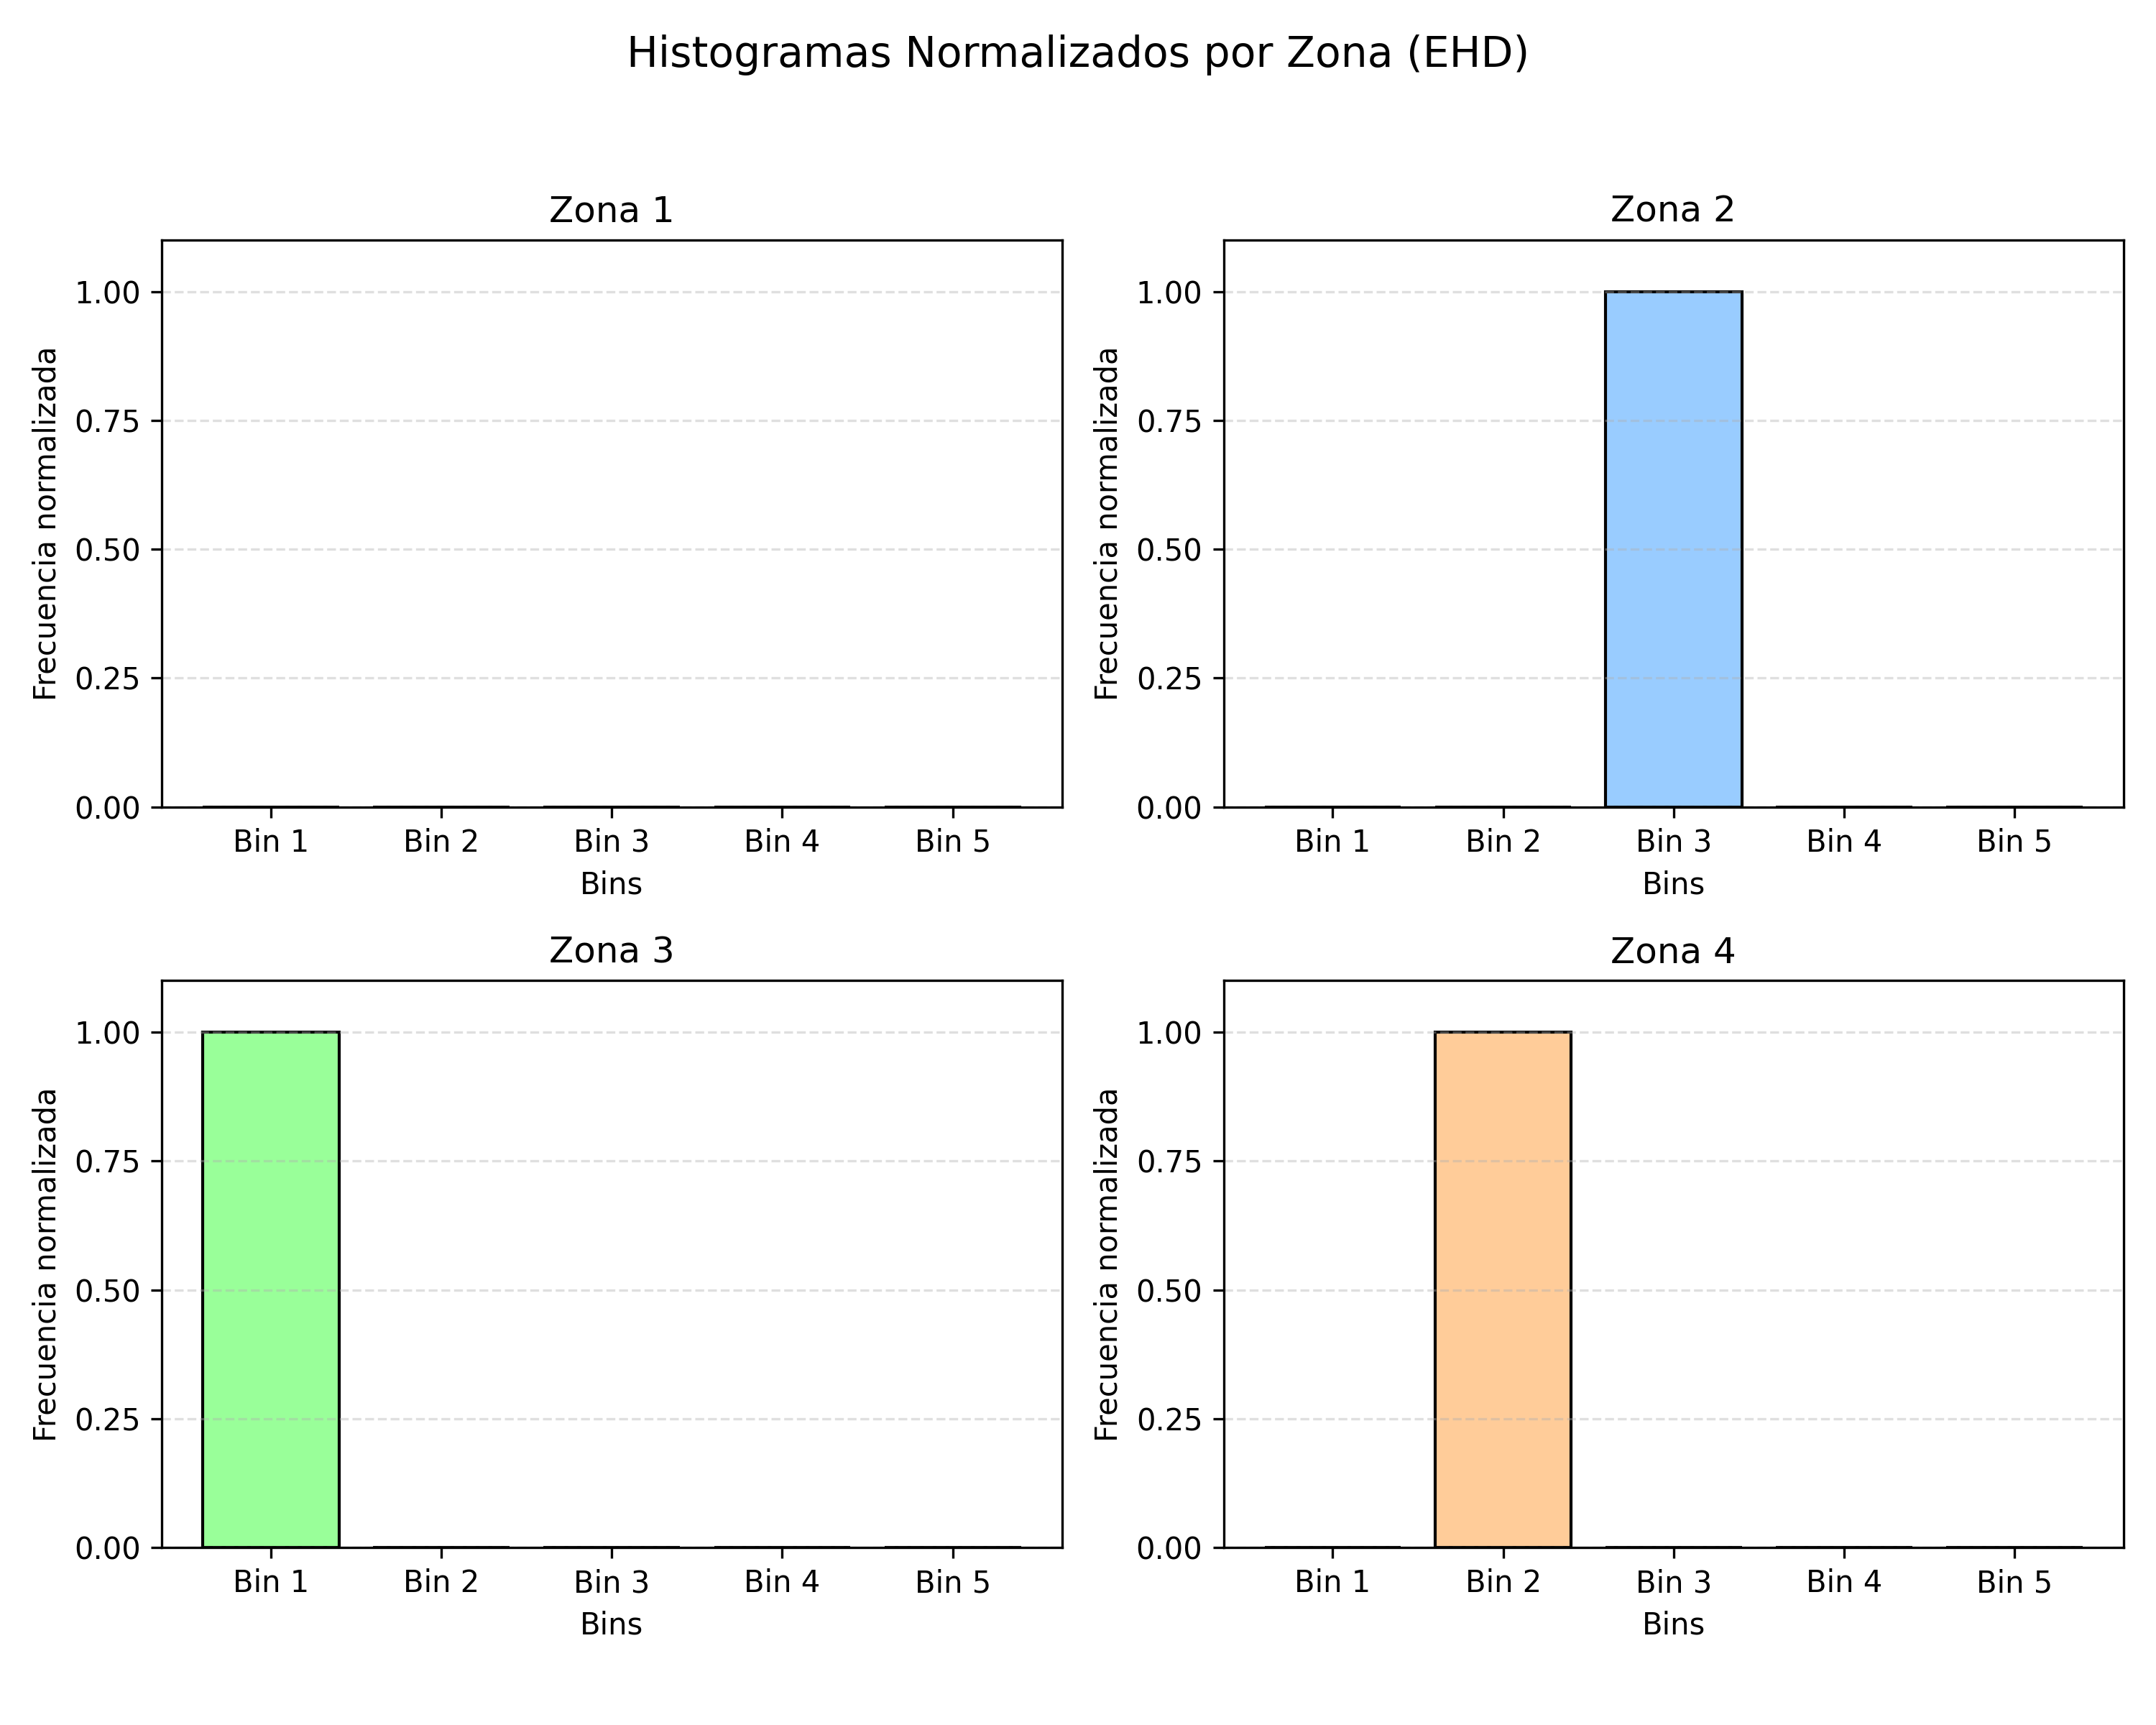 Histogramas Normalizados por Zona (EHD)
Zona 1
Frecuencia normalizada
1.00
0.75
0.50
0.25
0.00
Bin 1 Bin 2 Bin 3 Bin 4 Bin 5
Bins
Zona 2
Frecuencia normalizada
1.00
0.75
0.50
0.25
0.00
Bin 1 Bin 2 Bin 3 Bin 4 Bin 5
Bins
Zona 3
Frecuencia normalizada
1.00
0.75
0.50
0.25
0.00
Bin 1 Bin 2 Bin 3 Bin 4 Bin 5
Bins
Zona 4
Frecuencia normalizada
1.00
0.75
0.50
0.25
0.00
Bin 1 Bin 2 Bin 3 Bin 4 Bin 5
Bins